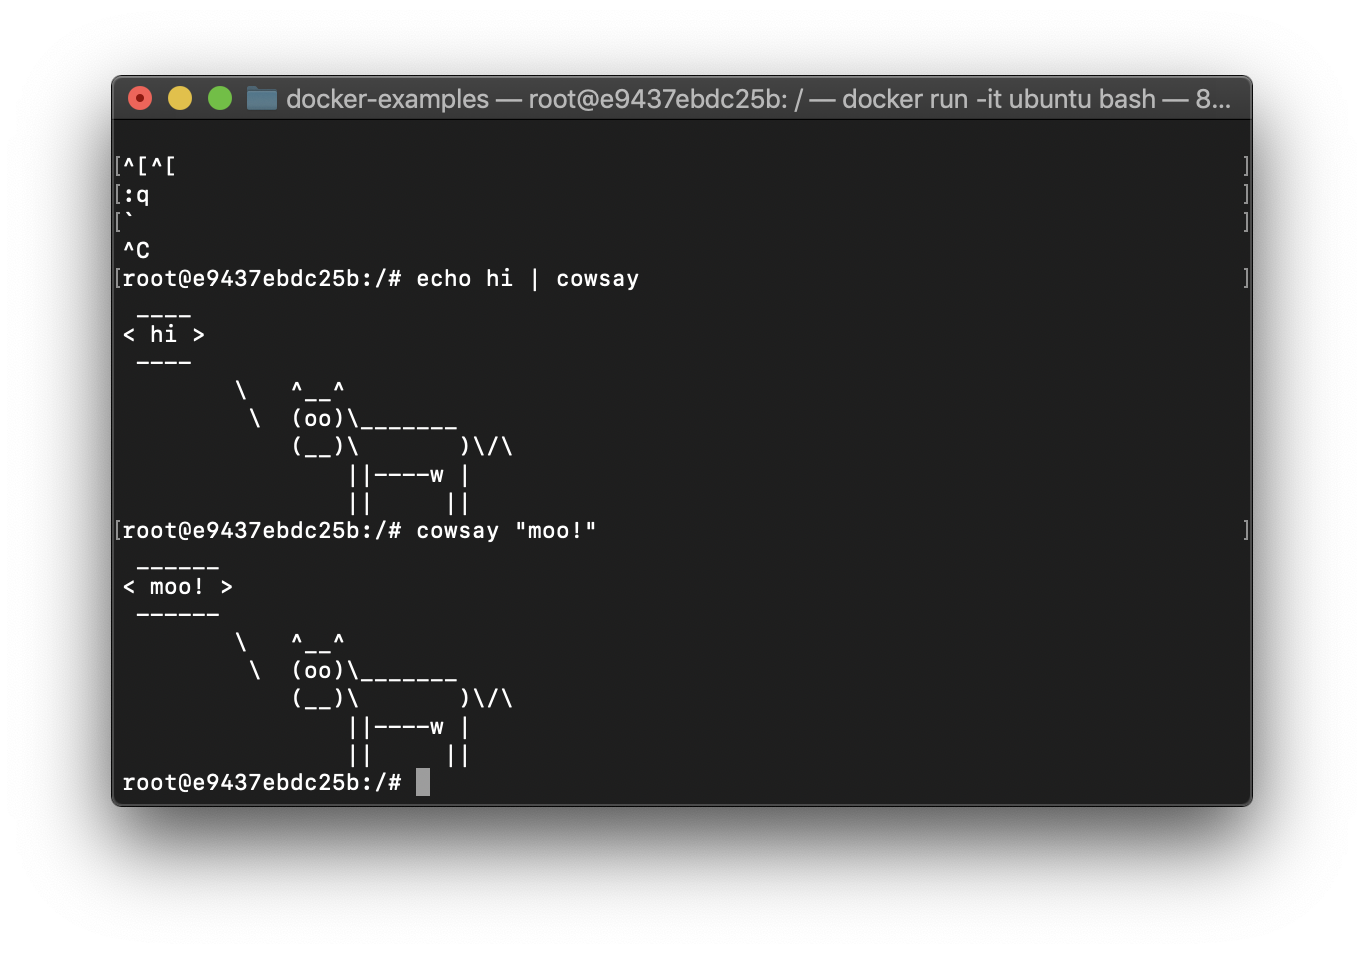 docker-examples — root@e9437ebdc25b: / — docker run -it ubuntu bash — 8...
^[^[
:q
`
^C
root@e9437ebdc25b:/# echo hi | cowsay
 ____
< hi >
 ----
        \   ^__^
         \  (oo)\_______
            (__)\       )\/\
                ||----w |
                ||     ||
root@e9437ebdc25b:/# cowsay "moo!"
 ______
< moo! >
 ------
        \   ^__^
         \  (oo)\_______
            (__)\       )\/\
                ||----w |
                ||     ||
root@e9437ebdc25b:/#